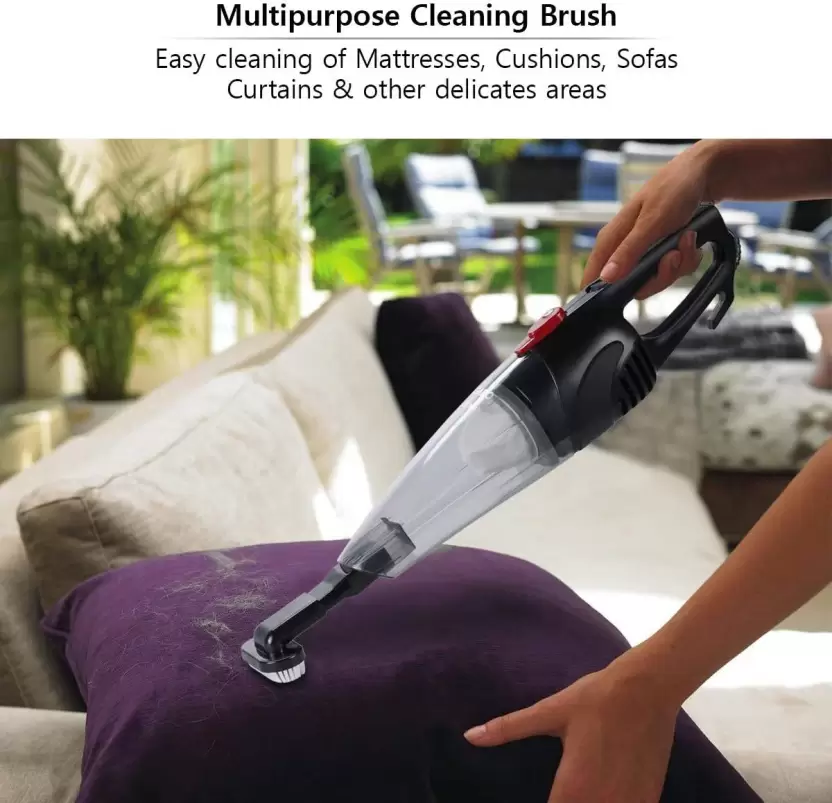 Multipurpose Cleaning Brush
Easy cleaning of Mattresses, Cushions, Sofas
Curtains & other delicates areas